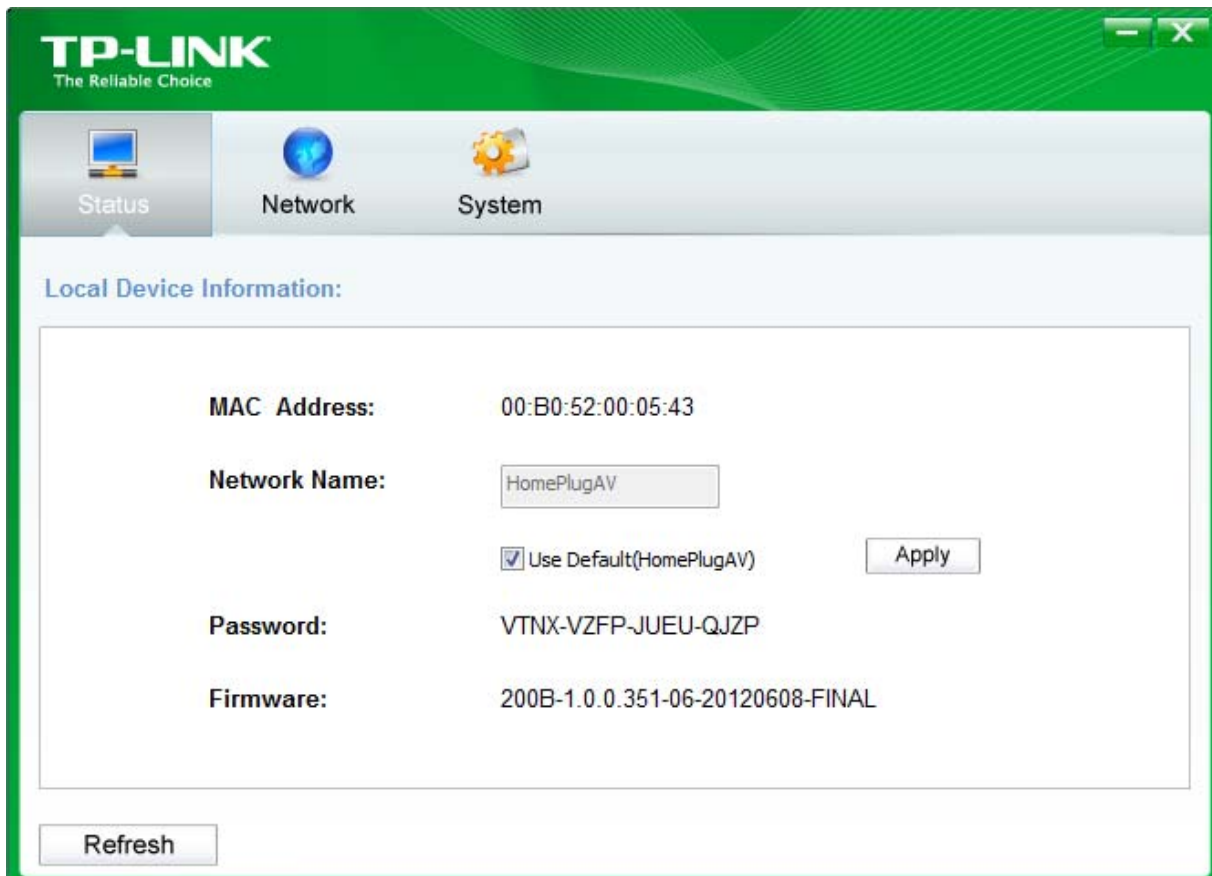 TP-LINK
The Reliable Choice
Status Network System
Local Device Information:
MAC Address: 00:B0:52:00:05:43
Network Name: HomePlugAV
Use Default(HomePlugAV) Apply
Password: VTNX-VZFP-JUEU-QJZP
Firmware: 200B-1.0.0.351-06-20120608-FINAL
Refresh